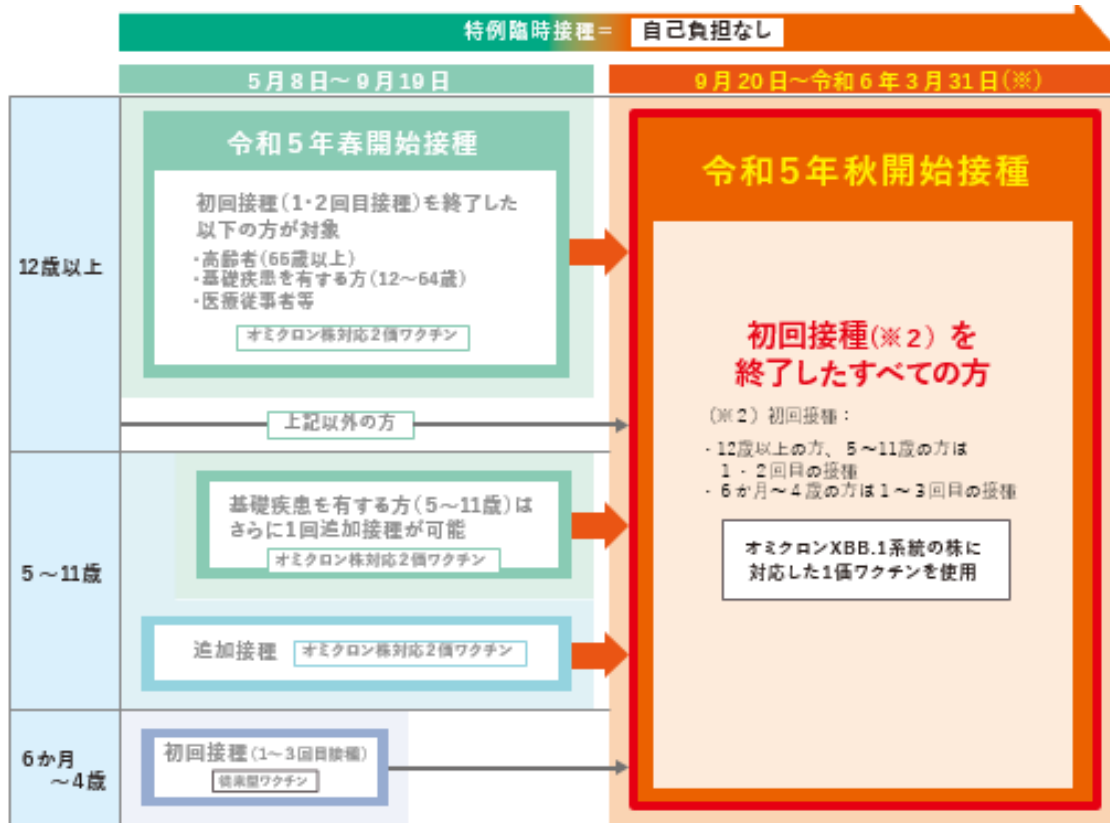 特例臨時接種＝ 自己負担なし
5月8日～9月19日
9月20日～令和6年3月31日(※)
12歳以上
令和5年春開始接種
初回接種(1・2回目接種)を終了した
以下の方が対象
・高齢者(65歳以上)
・基礎疾患を有する方(12～64歳)
・医療従事者等
オミクロン株対応2価ワクチン
上記以外の方
5～11歳
基礎疾患を有する方(5～11歳)は
さらに1回追加接種が可能
オミクロン株対応2価ワクチン
追加接種 オミクロン株対応2価ワクチン
6か月
～4歳
初回接種(1～3回目接種)
従来型ワクチン
令和5年秋開始接種
初回接種(※2)を
終了したすべての方
(※2)初回接種：
・12歳以上の方、5～11歳の方は
1・2回目の接種
・6か月～4歳の方は1～3回目の接種
オミクロンXBB.1系統の株に
対応した1価ワクチンを使用